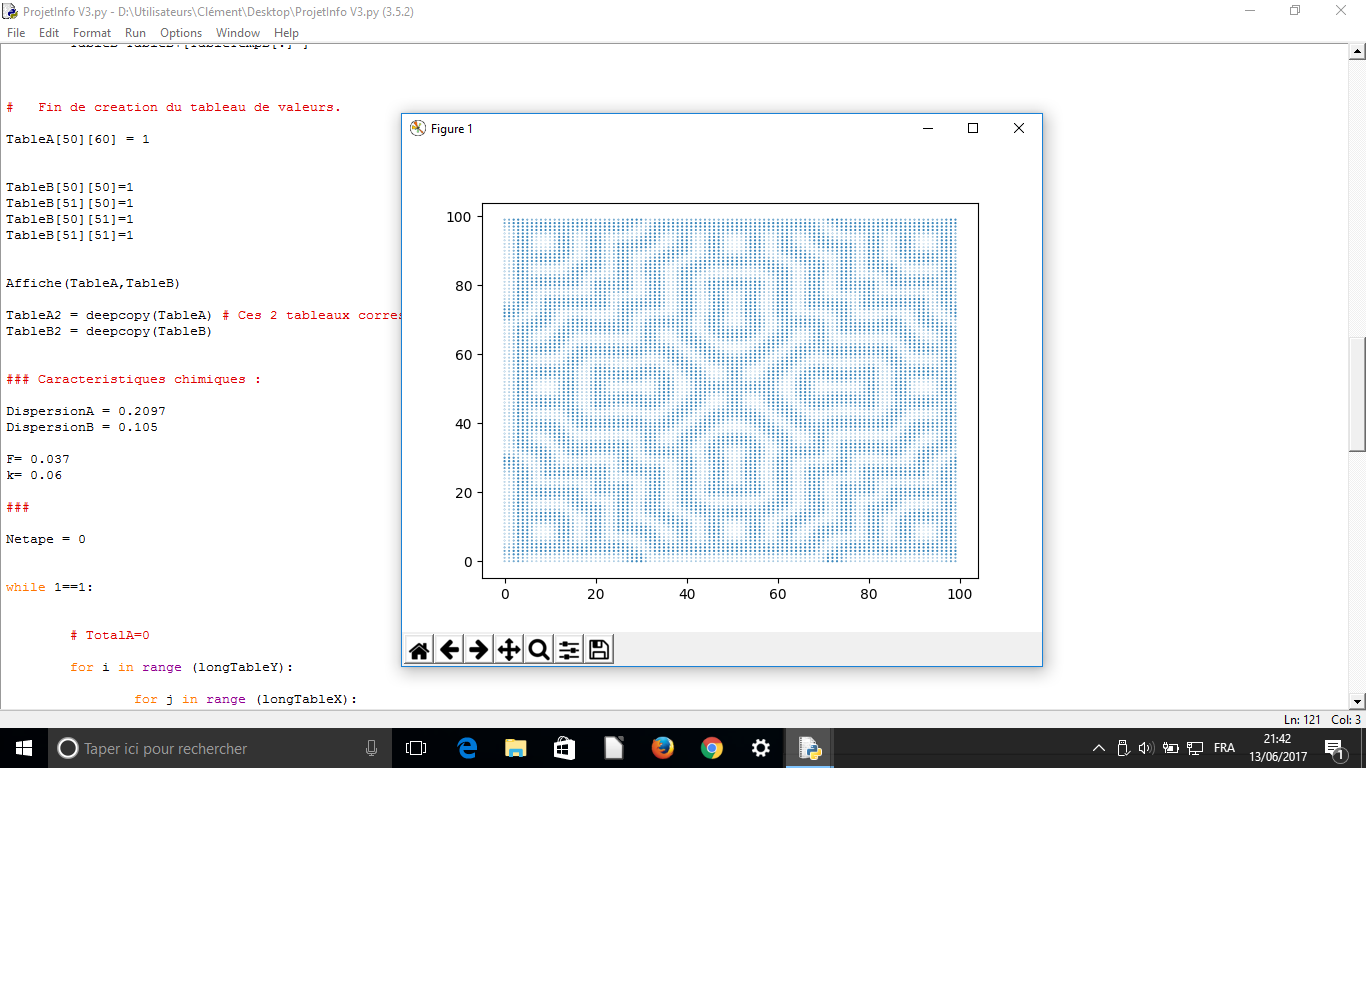 ProjetInfo V3.py - D:\Utilisateurs\Clément\Desktop\ProjetInfo V3.py (3.5.2)
File Edit Format Run Options Window Help
# Fin de creation du tableau de valeurs.
TableA[50][60] = 1
TableB[50][50]=1
TableB[51][50]=1
TableB[50][51]=1
TableB[51][51]=1
Affiche(TableA,TableB)
TableA2 = deepcopy(TableA) # Ces 2 tableaux corres
TableB2 = deepcopy(TableB)
### Caracteristiques chimiques :
DispersionA = 0.2097
DispersionB = 0.105
F= 0.037
k= 0.06
###
Netape = 0
while 1==1:
# TotalA=0
for i in range (longTableY):
for j in range (longTableX):
Figure 1
100
80
60
40
20
0
0 20 40 60 80 100
Ln: 121 Col: 3
Taper ici pour rechercher
FRA
21:42
13/06/2017
1